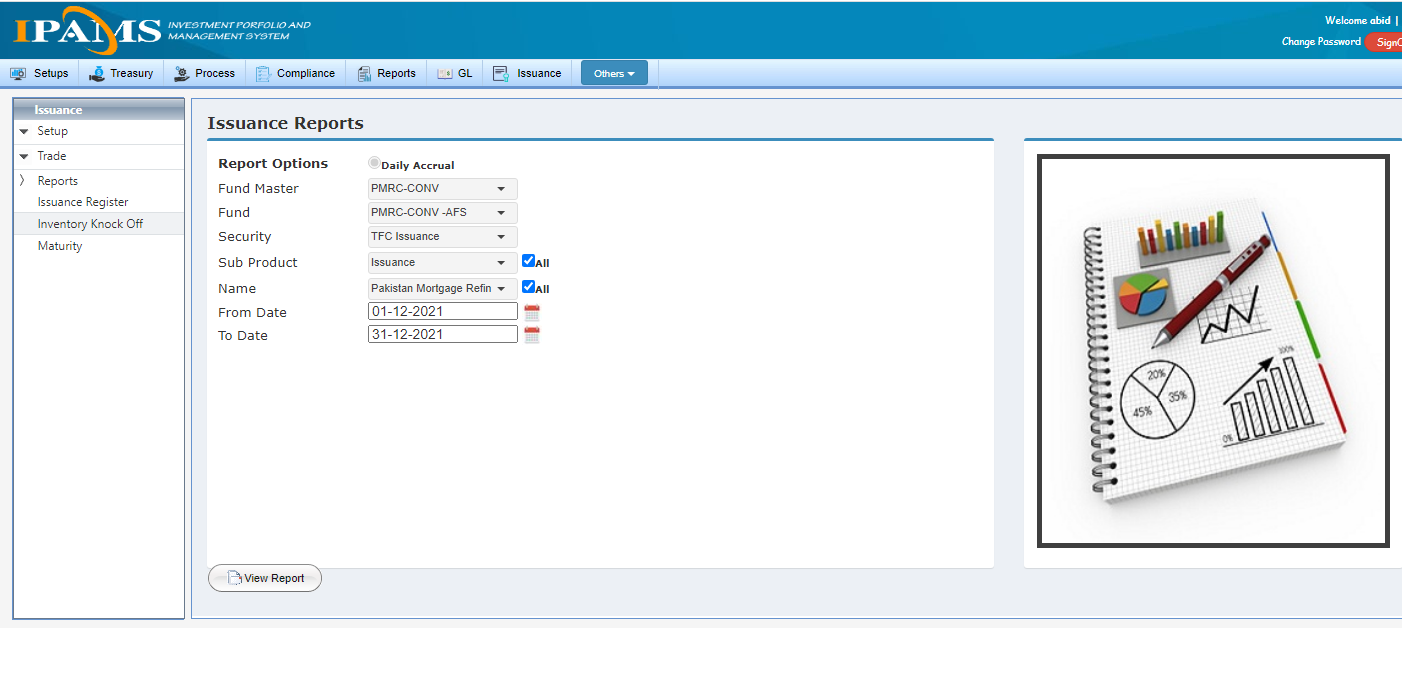 IPAMS INVESTMENT PORFOLIO AND
MANAGEMENT SYSTEM
Welcome abid |
Change Password SignO
Setups Treasury Process Compliance Reports GL Issuance Others
Issuance
Setup
Trade
Reports
Issuance Register
Inventory Knock Off
Maturity
Issuance Reports
Report Options Daily Accrual
Fund Master PMRC-CONV
Fund PMRC-CONV -AFS
Security TFC Issuance
Sub Product Issuance All
Name Pakistan Mortgage Refin All
From Date 01-12-2021
To Date 31-12-2021
View Report
20%
35%
45%
100%
0%